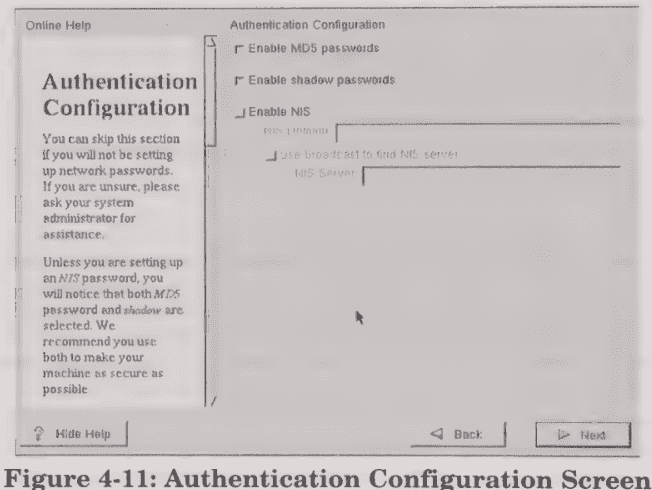 Online Help
Authentication
Configuration
You can skip this section
if you will not be setting
up network passwords.
If you are unsure, please
ask your system
administrator for
assistance.
Unless you are setting up
an NIS password, you
will notice that both MD5
password and shadow are
selected. We
recommend you use
both to make your
machine as secure as
possible
Authentication Configuration
Enable MD5 passwords
Enable shadow passwords
Enable NIS
NIS Domain
use broadcast to find NIS server
NIS Server
Hide Help
Back
Next
Figure 4-11: Authentication Configuration Screen